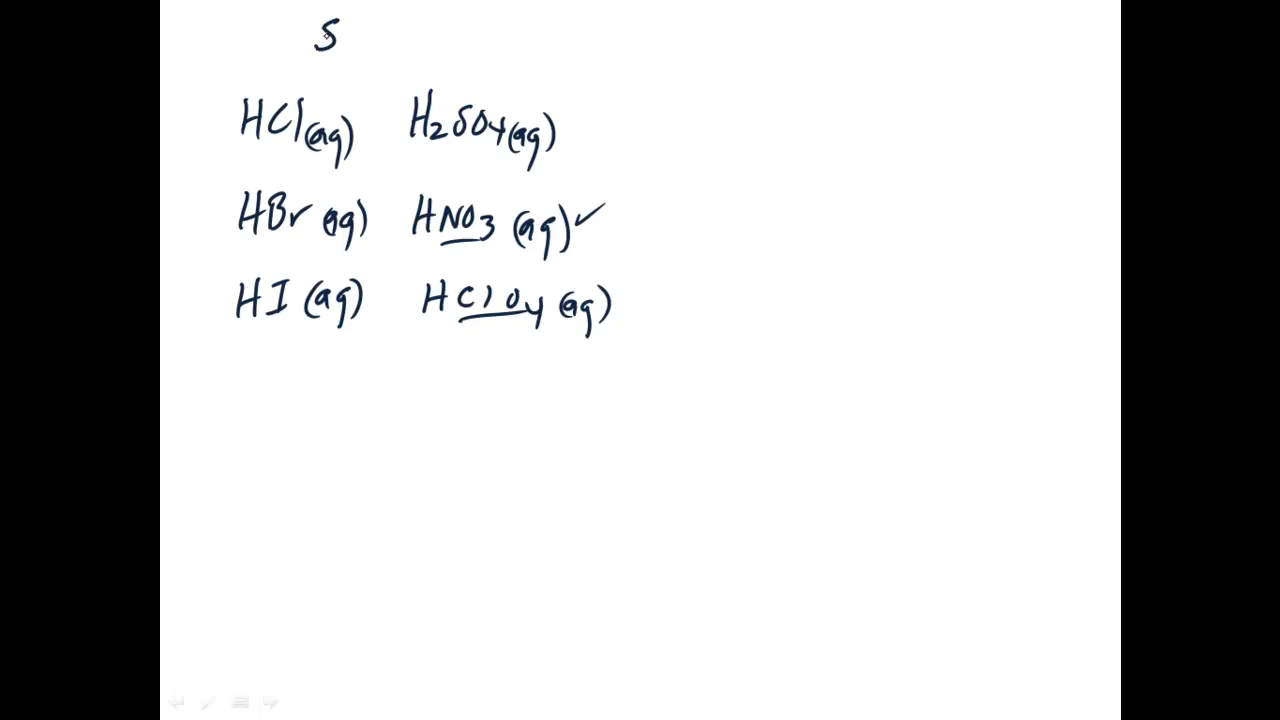 S
HCl(aq) H2SO4(aq)
HBr (aq) HNO3 (aq)✓
HI (aq) HClO4 (aq)